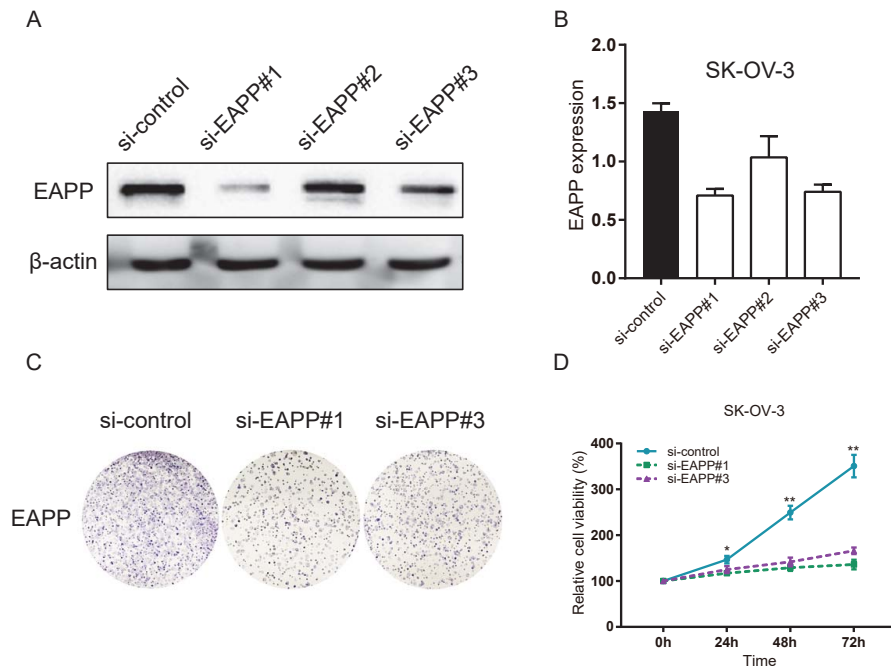 A
si-control
si-EAPP#1
si-EAPP#2
si-EAPP#3
EAPP
β-actin
B
SK-OV-3
EAPP expression
2.0
1.5
1.0
0.5
0.0
si-control
si-EAPP#1
si-EAPP#2
si-EAPP#3
C
si-control
si-EAPP#1
si-EAPP#3
EAPP
D
SK-OV-3
Relative cell viability (%)
400
300
200
100
0
si-control
si-EAPP#1
si-EAPP#3
*
**
**
0h
24h
48h
72h
Time